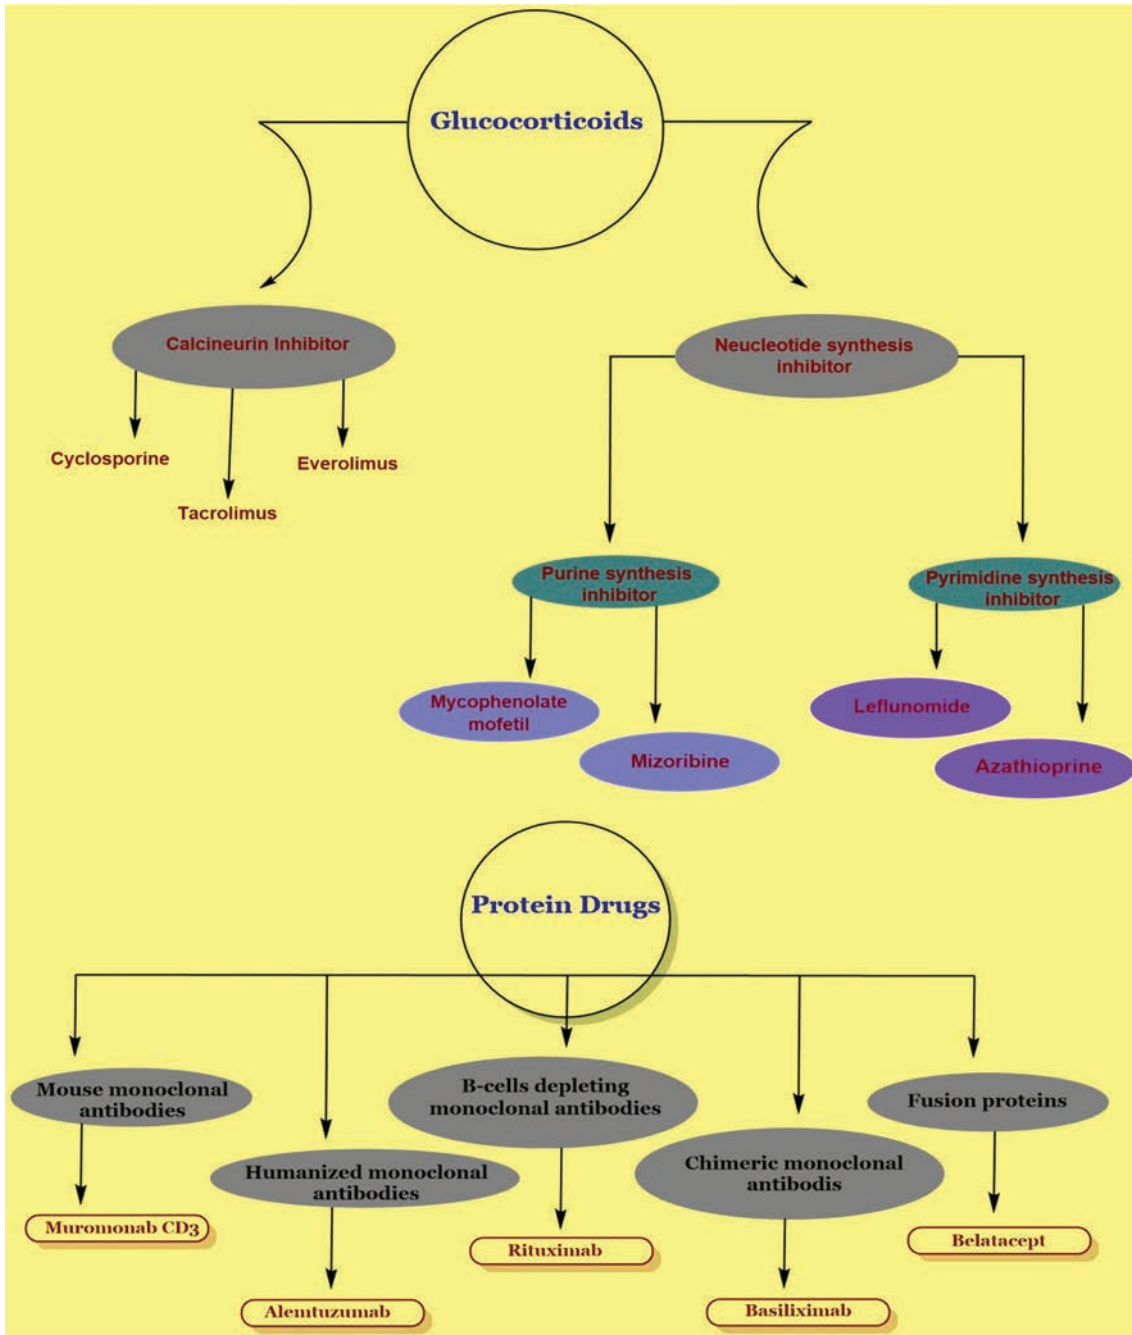 Glucocorticoids
Calcineurin Inhibitor
Neucleotide synthesis
inhibitor
Cyclosporine
Everolimus
Tacrolimus
Purine synthesis
inhibitor
Pyrimidine synthesis
inhibitor
Mycophenolate
mofetil
Leflunomide
Mizoribine
Azathioprine
Protein Drugs
Mouse monoclonal
antibodies
B-cells depleting
monoclonal antibodies
Fusion proteins
Humanized monoclonal
antibodies
Chimeric monoclonal
antibodis
Muromonab CD3
Rituximab
Belatacept
Alemtuzumab
Basiliximab